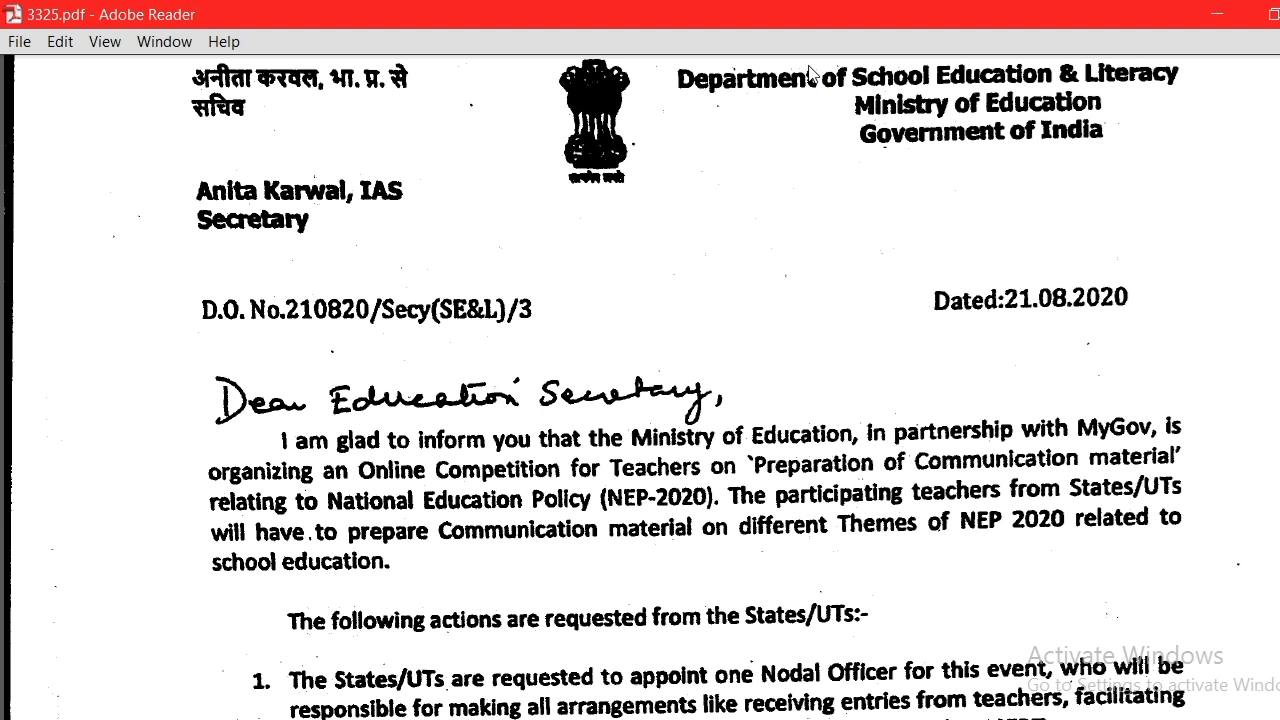 3325.pdf - Adobe Reader
File Edit View Window Help
अनीता करवल, भा. प्र. से
सचिव
Department of School Education & Literacy
Ministry of Education
Government of India
Anita Karwal, IAS
Secretary
D.O. No.210820/Secy(SE&L)/3
Dated:21.08.2020
Dear Education Secretary,
I am glad to inform you that the Ministry of Education, in partnership with MyGov, is
organizing an Online Competition for Teachers on `Preparation of Communication material'
relating to National Education Policy (NEP-2020). The participating teachers from States/UTs
will have to prepare Communication material on different Themes of NEP 2020 related to
school education.
The following actions are requested from the States/UTs:-
1. The States/UTs are requested to appoint one Nodal Officer for this event, who will be
responsible for making all arrangements like receiving entries from teachers, facilitating
Activate Windows
Go to Settings to activate Windo